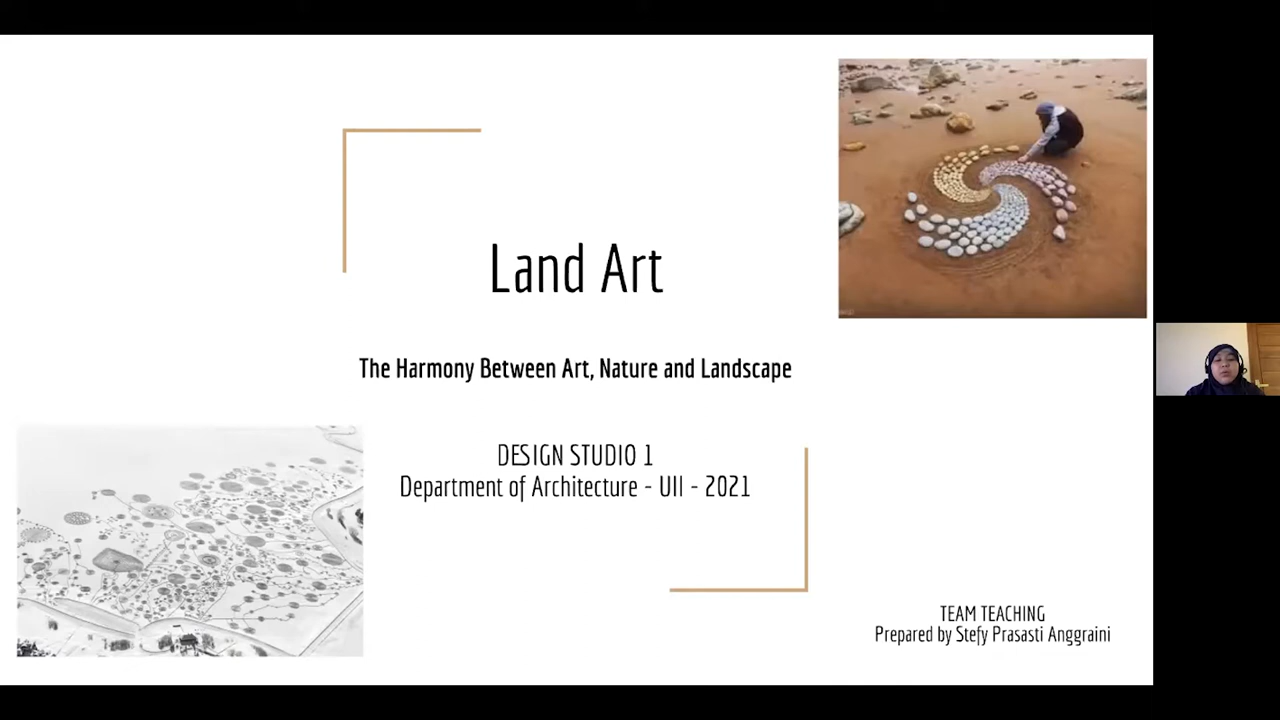 Land Art
The Harmony Between Art, Nature and Landscape
DESIGN STUDIO 1
Department of Architecture - UII - 2021
TEAM TEACHING
Prepared by Stefy Prasasti Anggraini